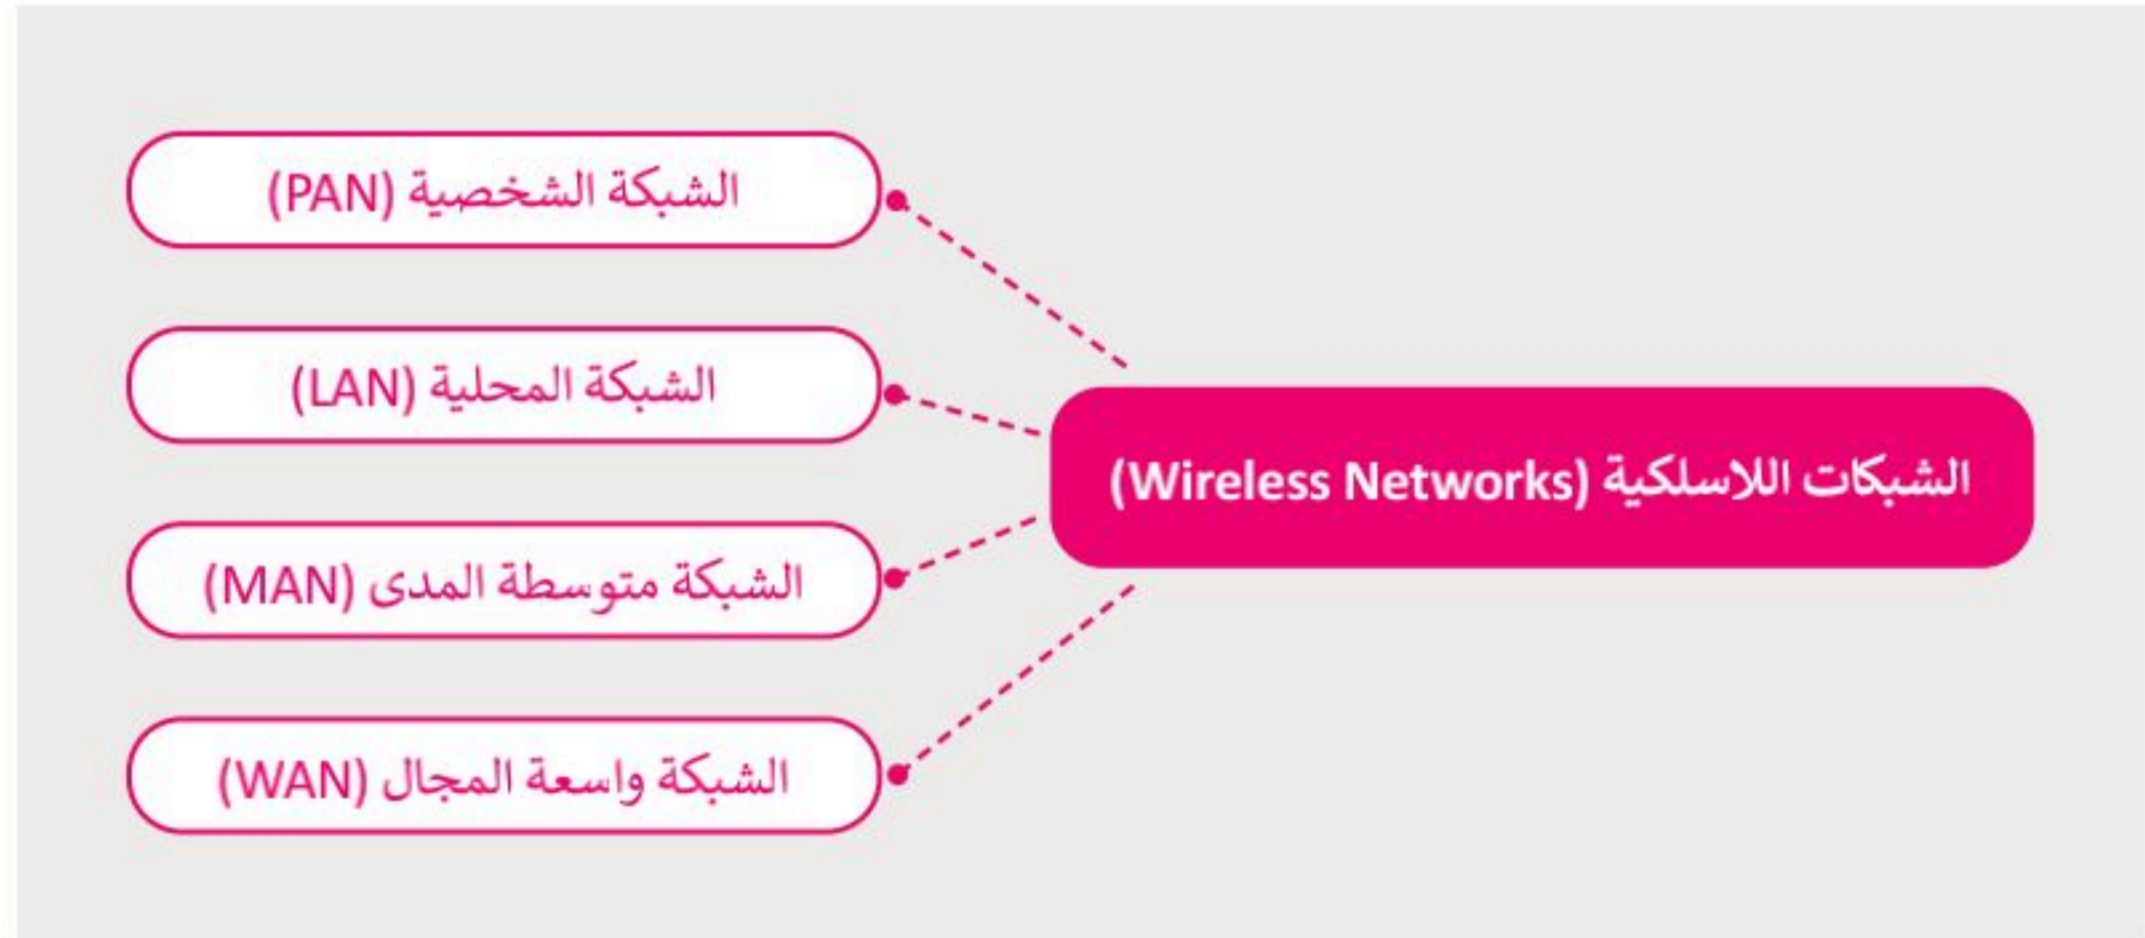 الشبكات اللاسلكية (Wireless Networks)
الشبكة الشخصية (PAN)
الشبكة المحلية (LAN)
الشبكة متوسطة المدى (MAN)
الشبكة واسعة المجال (WAN)